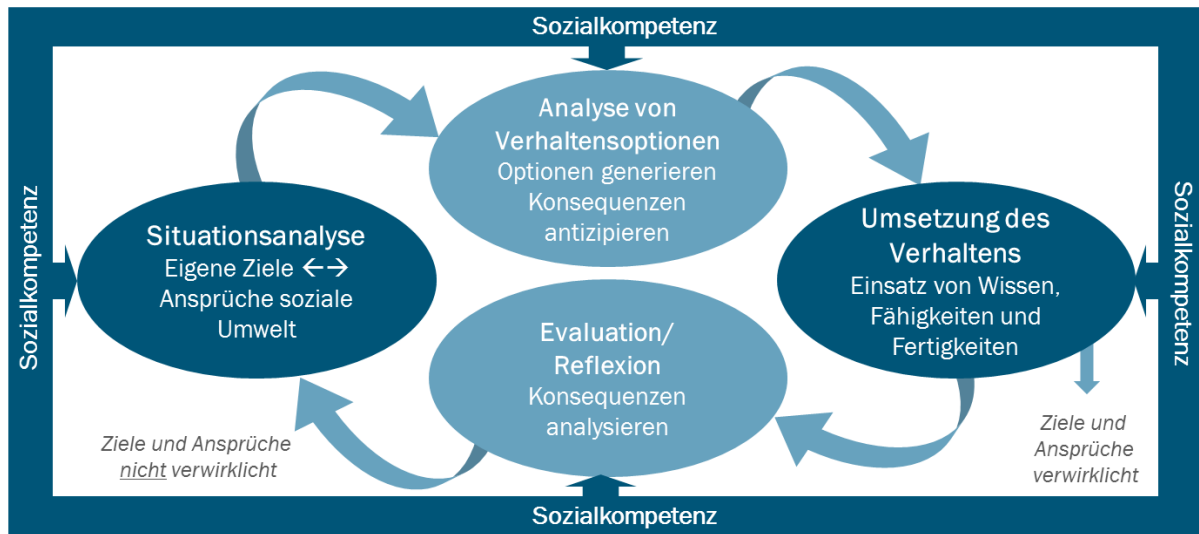 Sozialkompetenz
Analyse von
Verhaltensoptionen
Optionen generieren
Konsequenzen
antizipieren
Sozialkompetenz
Situationsanalyse
Eigene Ziele ←→
Ansprüche soziale
Umwelt
Umsetzung des
Verhaltens
Einsatz von Wissen,
Fähigkeiten und
Fertigkeiten
Sozialkompetenz
Evaluation/
Reflexion
Konsequenzen
analysieren
Ziele und Ansprüche
nicht verwirklicht
Ziele und
Ansprüche
verwirklicht
Sozialkompetenz